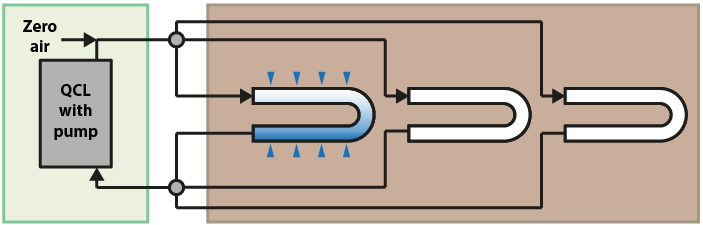 Zero
air
QCL
with
pump